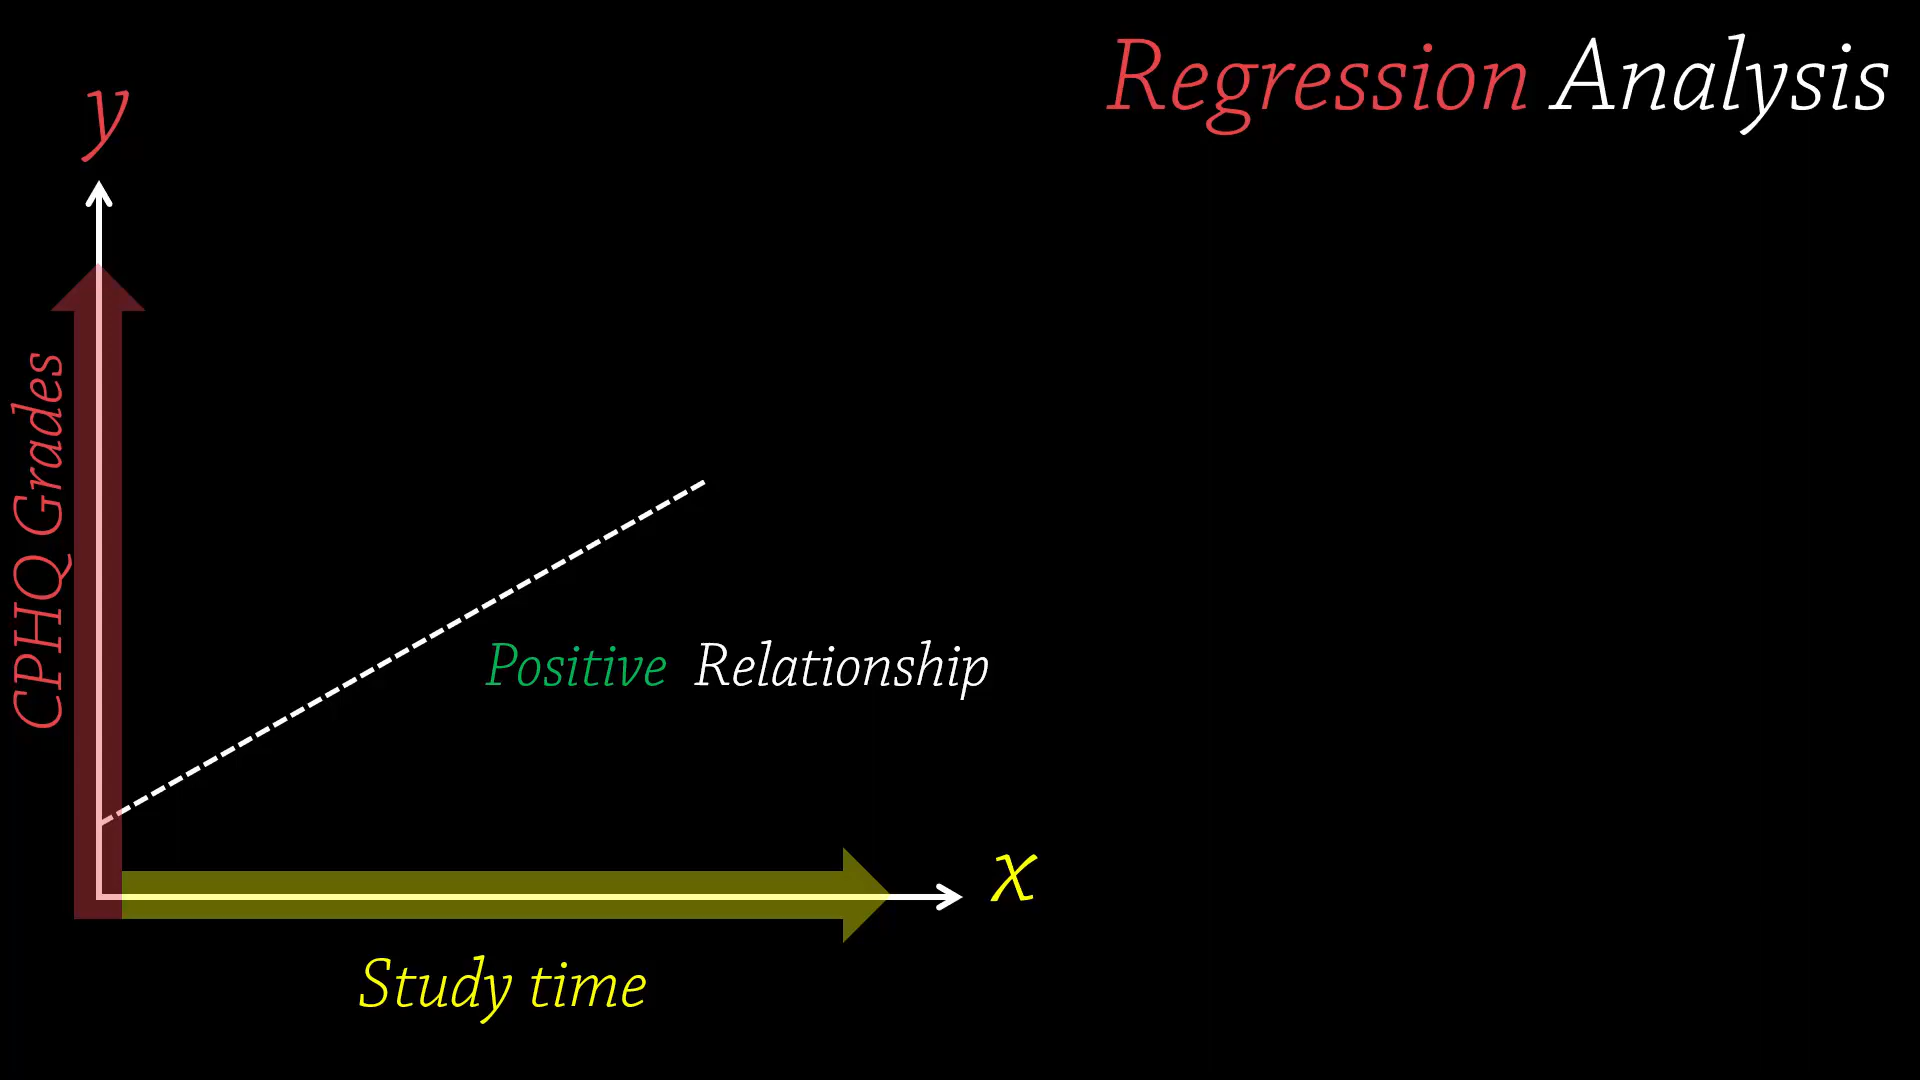 Regression Analysis
y
CPHQ Grades
Positive Relationship
x
Study time